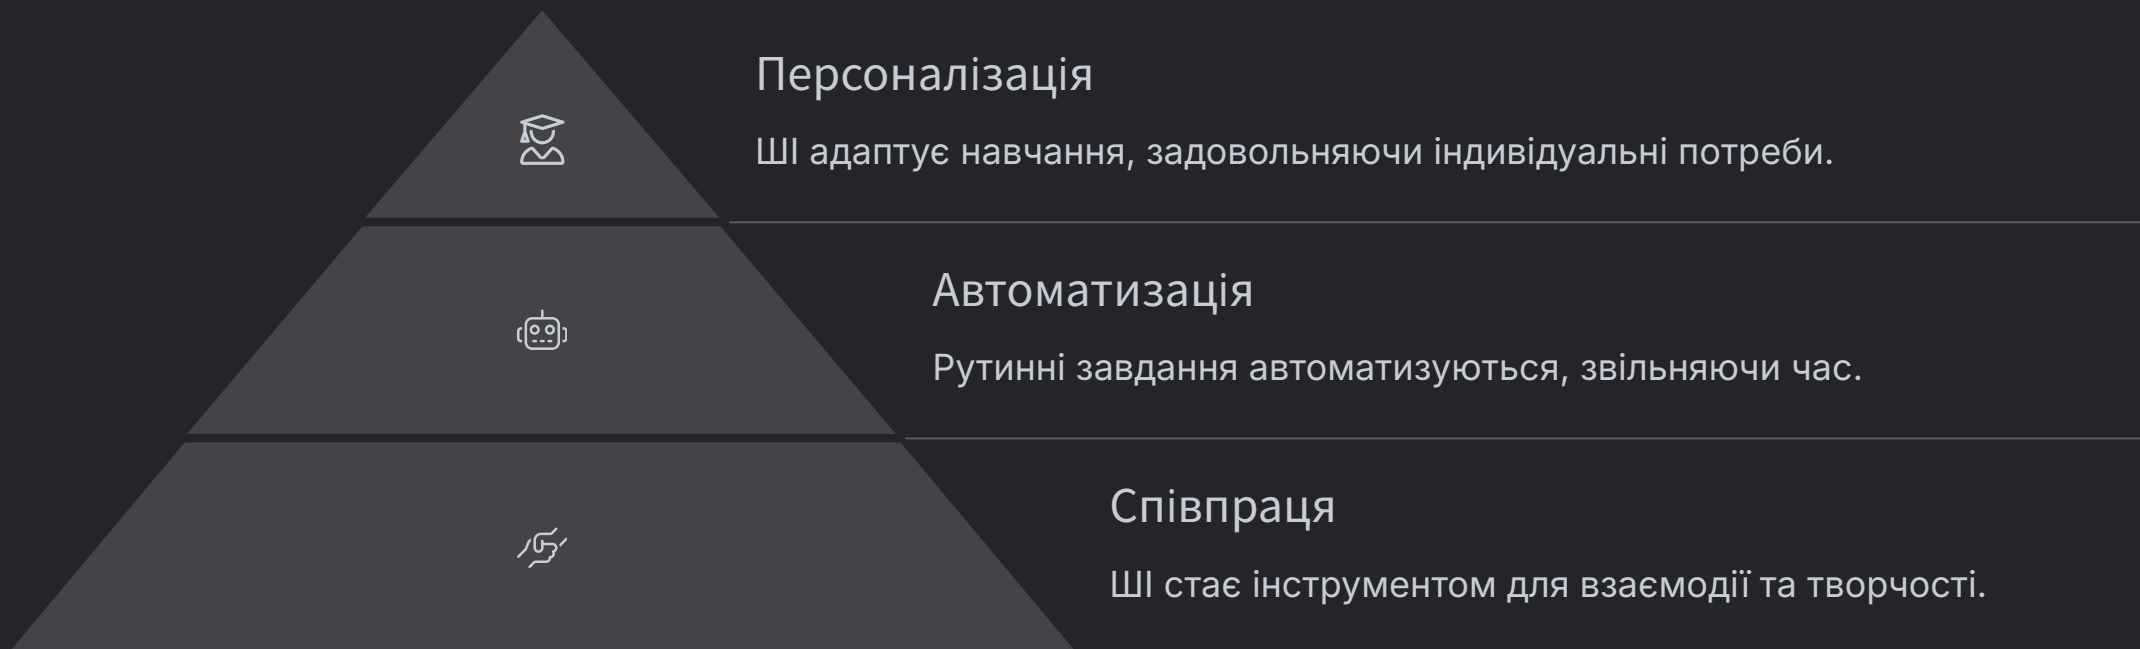 Персоналізація
ШІ адаптує навчання, задовольняючи індивідуальні потреби.
Автоматизація
Рутинні завдання автоматизуються, звільняючи час.
Співпраця
ШІ стає інструментом для взаємодії та творчості.